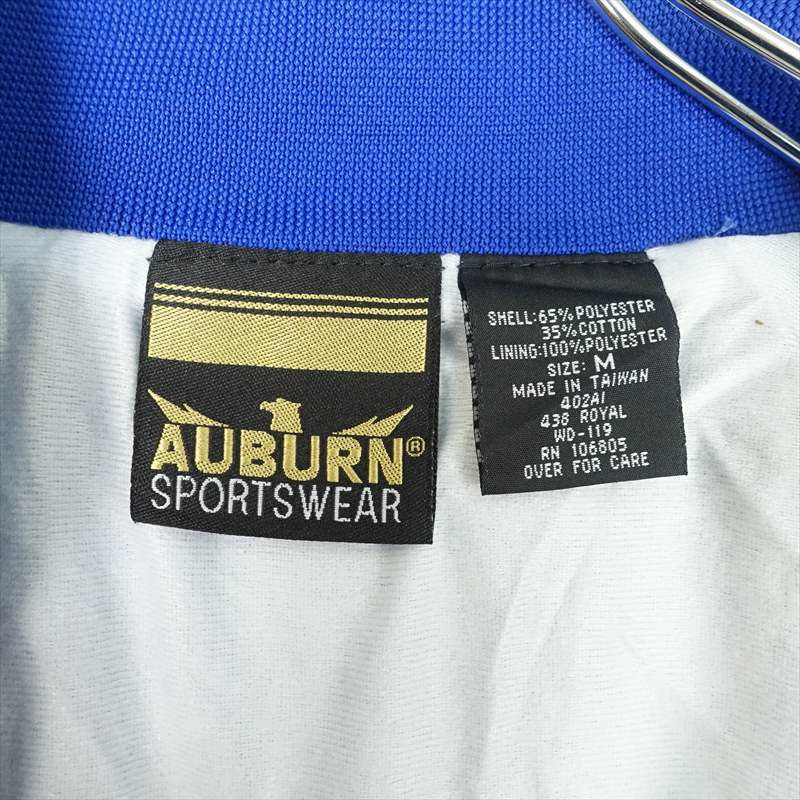 AUBURN®
SPORTSWEAR
SHELL:65%POLYESTER
35%COTTON
LINING:100%POLYESTER
SIZE: M
MADE IN TAIWAN
402AI
438 ROYAL
WD-119
RN 106805
OVER FOR CARE